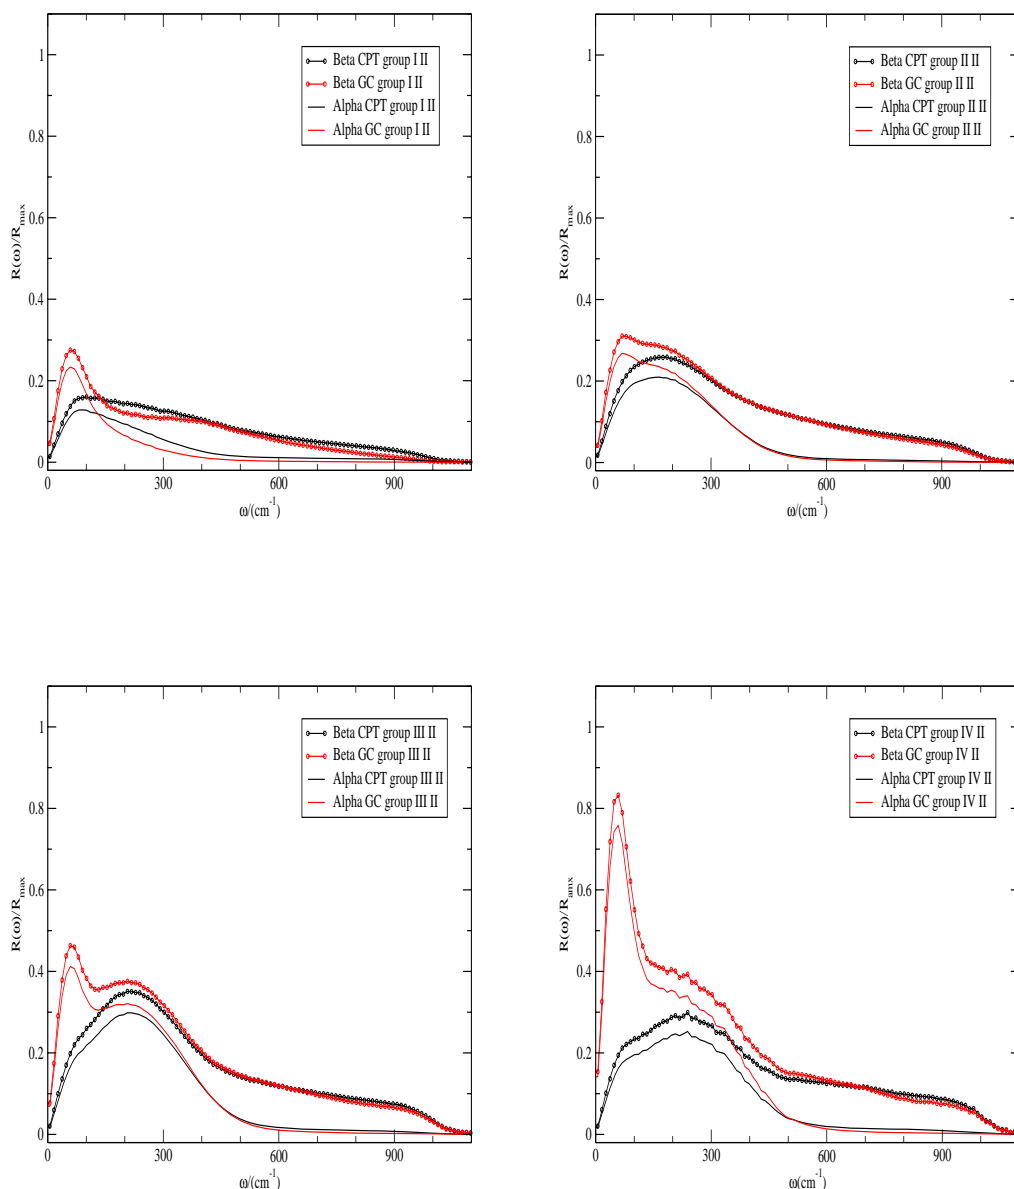 1
0.8
0.6
0.4
0.2
0
0
300
600
900
ω/(cm-1)
R(ω)/Rmax
Beta CPT group I II
Beta GC group I II
Alpha CPT group I II
Alpha GC group I II
1
0.8
0.6
0.4
0.2
0
0
300
600
900
ω/(cm-1)
R(ω)/Rmax
Beta CPT group II II
Beta GC group II II
Alpha CPT group II II
Alpha GC group II II
1
0.8
0.6
0.4
0.2
0
0
300
600
900
ω/(cm-1)
R(ω)/Rmax
Beta CPT group III II
Beta GC group III II
Alpha CPT group III II
Alpha GC group III II
1
0.8
0.6
0.4
0.2
0
0
300
600
900
ω/(cm-1)
R(ω)/Ramx
Beta CPT group IV II
Beta GC group IV II
Alpha CPT group IV II
Alpha GC group IV II